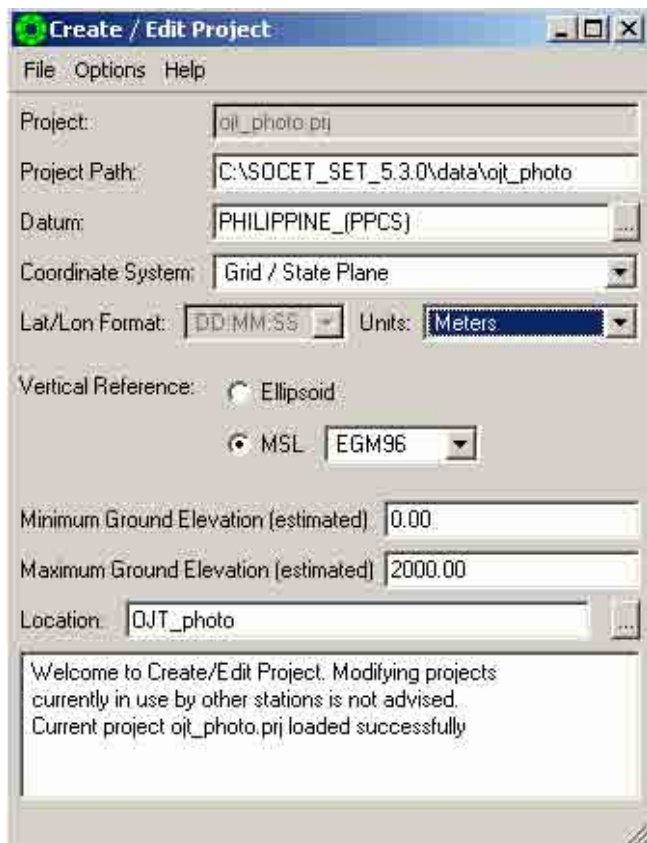 Create / Edit Project
File Options Help
Project: ojt_photo.prj
Project Path: C:\SOCET_SET_5.3.0\data\ojt_photo
Datum: PHILIPPINE_(PPCS) ...
Coordinate System: Grid / State Plane
Lat/Lon Format: DD:MM:SS Units: Meters
Vertical Reference: Ellipsoid
MSL EGM96
Minimum Ground Elevation (estimated) 0.00
Maximum Ground Elevation (estimated) 2000.00
Location: OJT_photo ...
Welcome to Create/Edit Project. Modifying projects
currently in use by other stations is not advised.
Current project ojt_photo.prj loaded successfully